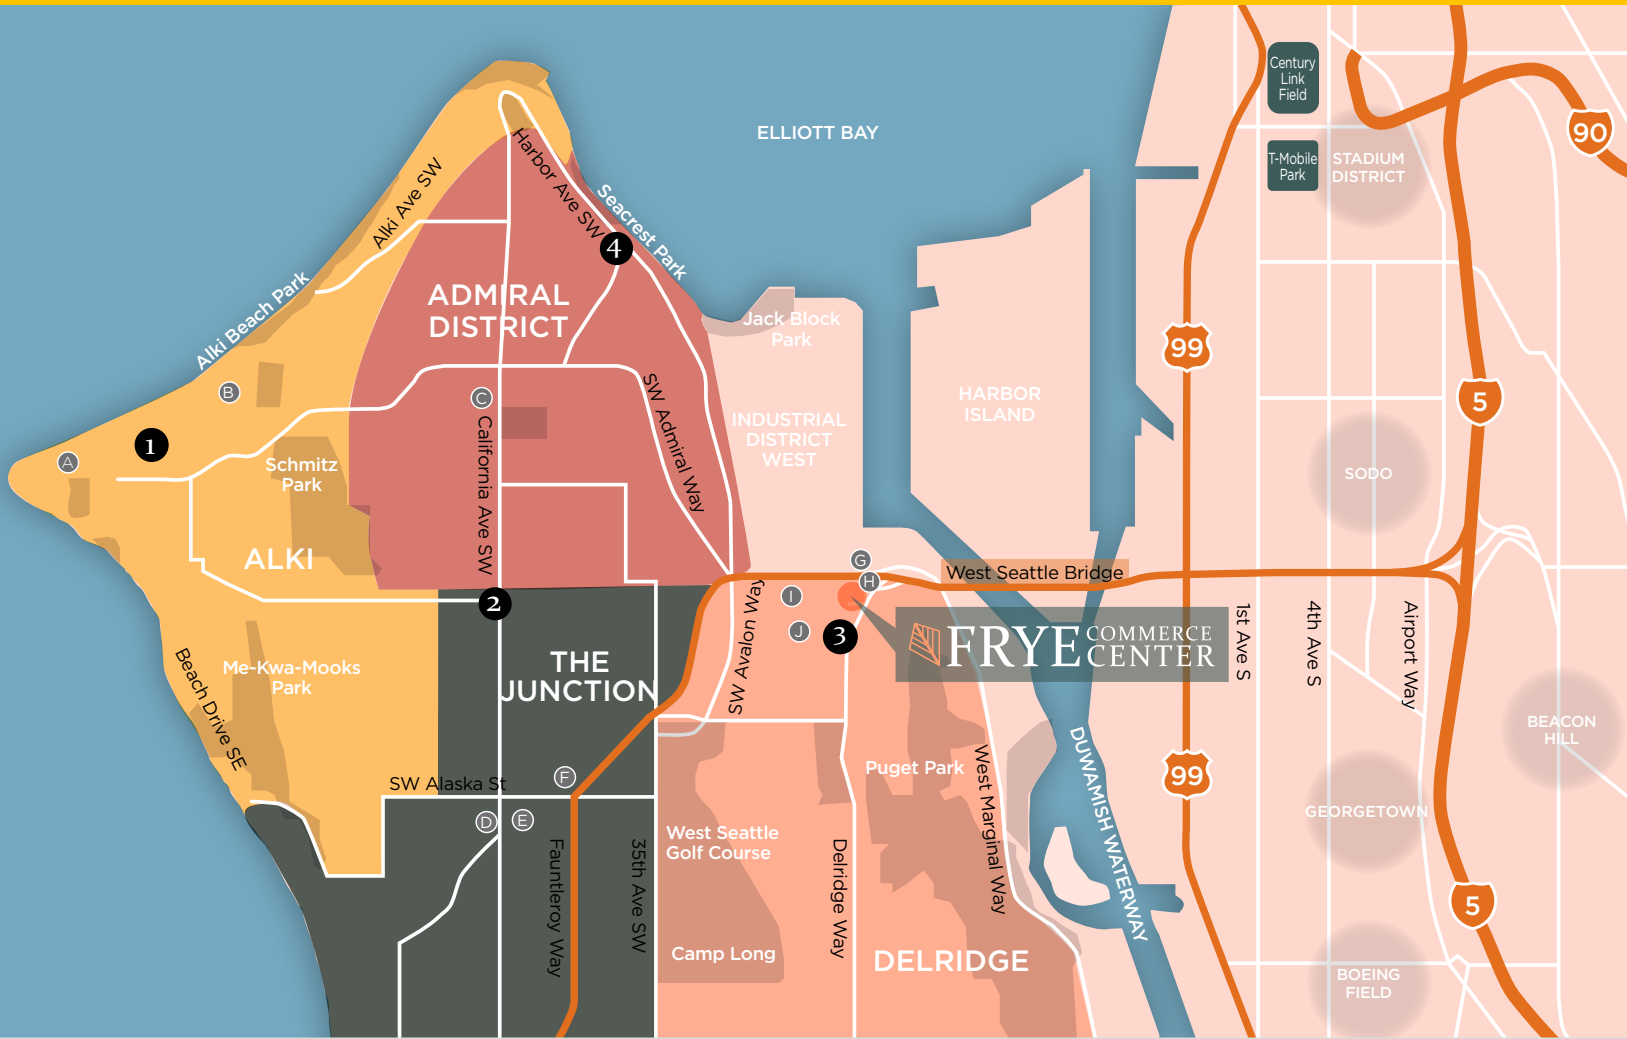 Century
Link
Field
T-Mobile
Park
STADIUM
DISTRICT
90
ELLIOTT BAY
Harbor Ave SW
Alki Ave SW
Seacrest Park
4
Alki Beach Park
ADMIRAL
DISTRICT
Jack Block
Park
99
B
C
SW Admiral Way
HARBOR
ISLAND
5
INDUSTRIAL
DISTRICT
WEST
1
A
California Ave SW
Schmitz
Park
SODO
ALKI
G
H
West Seattle Bridge
I
J
2
3
SW Avalon Way
FRYE COMMERCE
CENTER
1st Ave S
4th Ave S
Airport Way
Me-Kwa-Mooks
Park
THE
JUNCTION
Beach Drive SE
BEACON
HILL
DUWAMISH WATERWAY
West Marginal Way
Puget Park
99
SW Alaska St
F
D
E
GEORGETOWN
West Seattle
Golf Course
Fauntleroy Way
35th Ave SW
Delridge Way
5
Camp Long
DELRIDGE
BOEING
FIELD